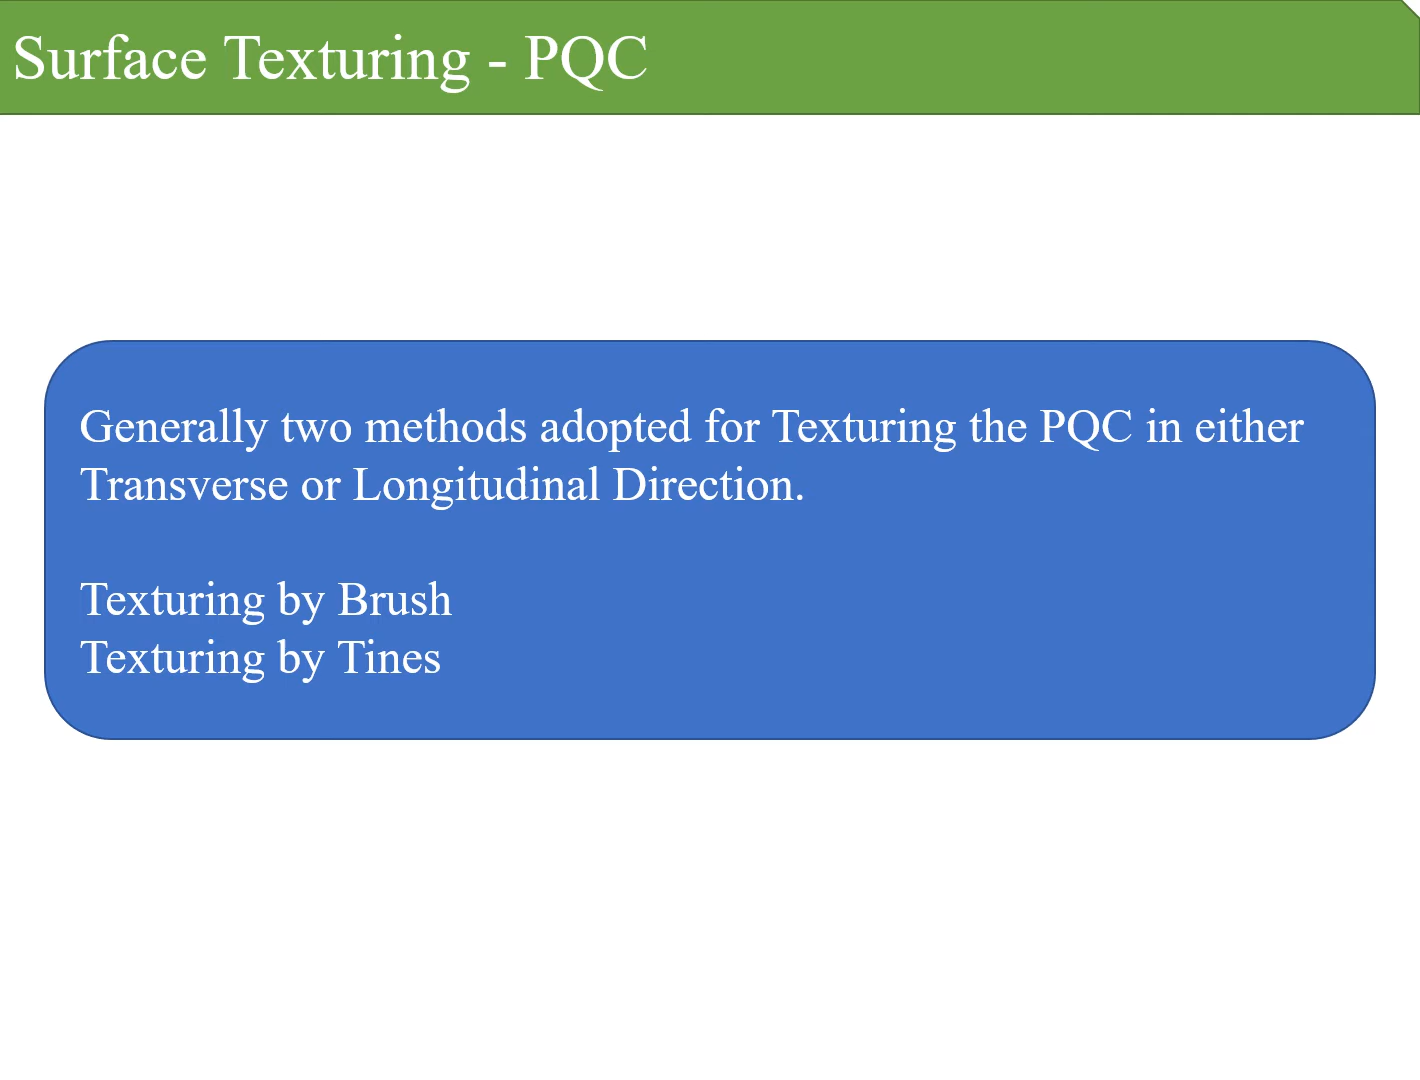 Surface Texturing - PQC
Generally two methods adopted for Texturing the PQC in either
Transverse or Longitudinal Direction.
Texturing by Brush
Texturing by Tines